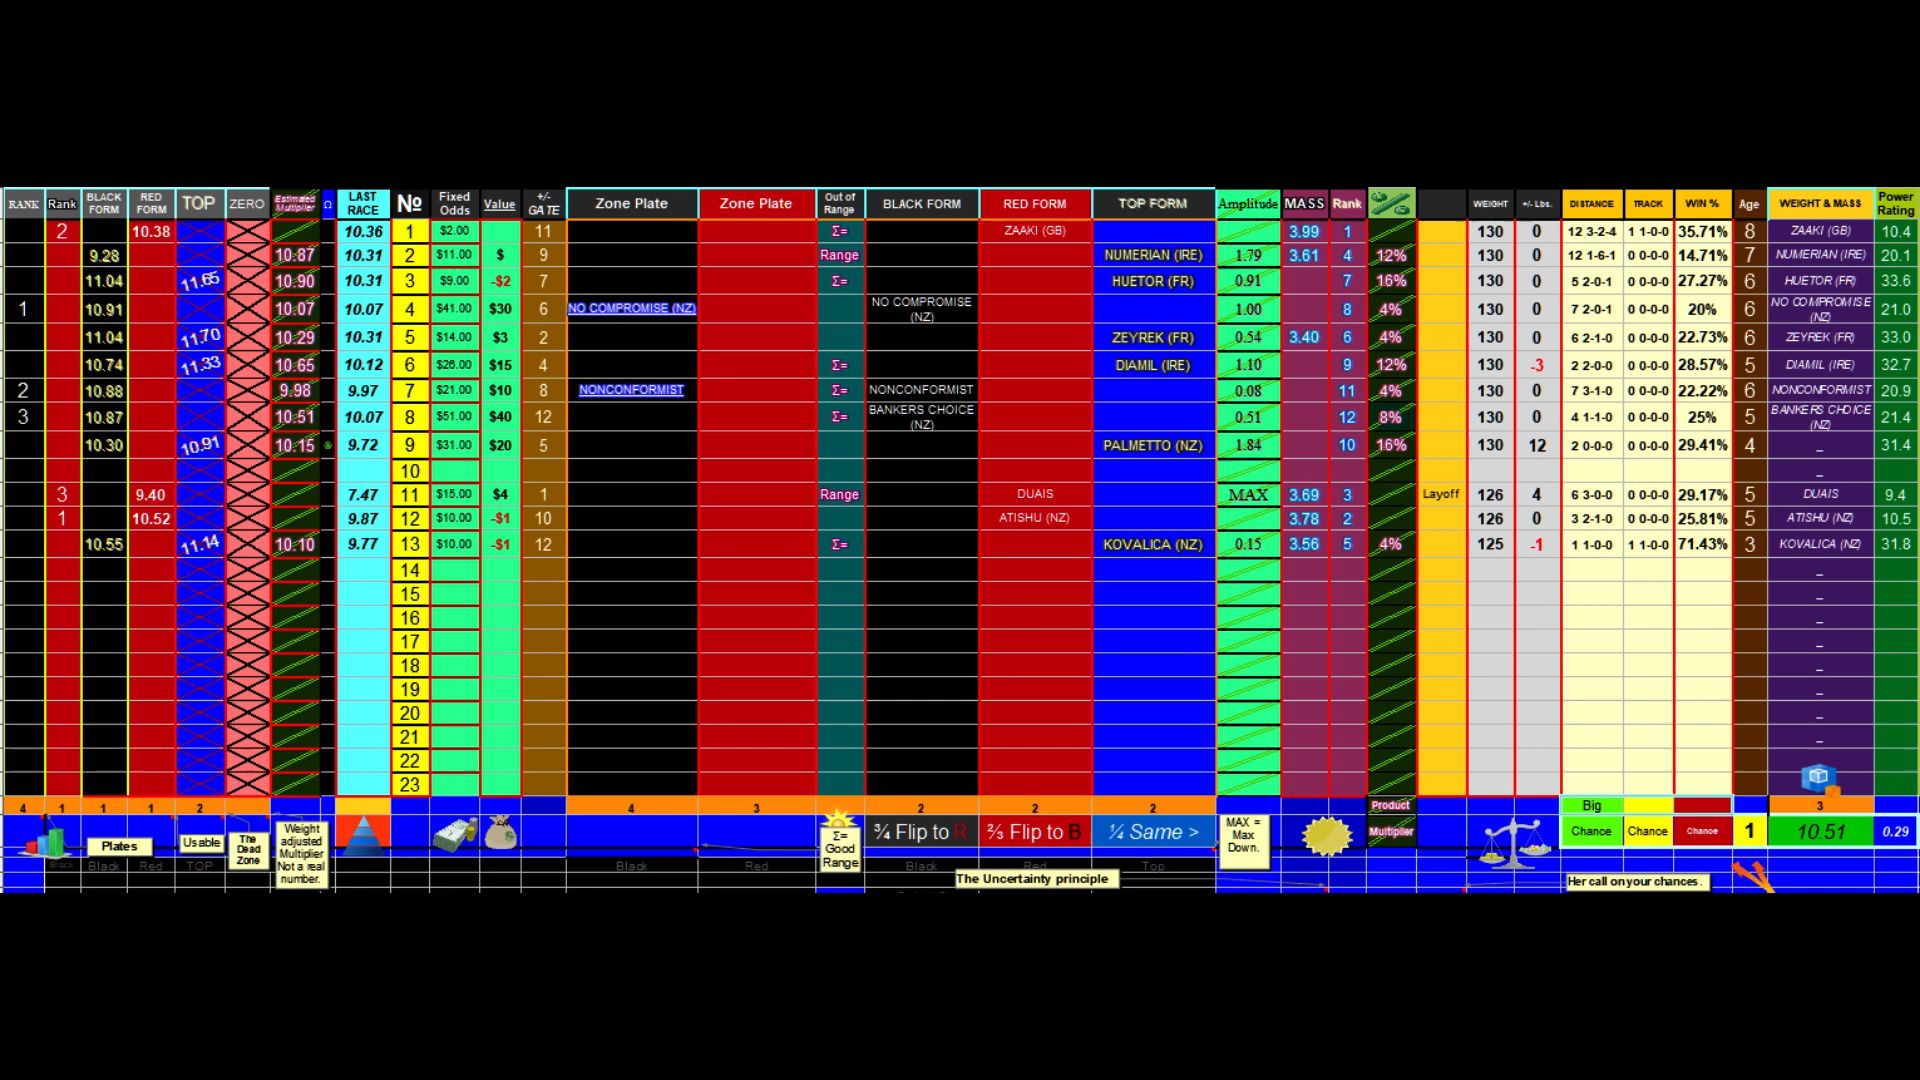 RANK Rank BLACK FORM RED FORM TOP ZERO Estimated Multiplier Ω LAST RACE № Fixed Odds Value +/- GATE Zone Plate Zone Plate Out of Range BLACK FORM RED FORM TOP FORM Amplitude MASS Rank WEIGHT +/- Lbs. DISTANCE TRACK WIN % Age WEIGHT & MASS Power Rating
2 10.38 10.36 1 $2.00 11 Σ= ZAAKI (GB) 3.99 1 130 0 12 3-2-4 1 1-0-0 35.71% 8 ZAAKI (GB) 10.4
9.28 10.87 10.31 2 $11.00 $ 9 Range NUMERIAN (IRE) 1.79 3.61 4 12% 130 0 12 1-6-1 0 0-0-0 14.71% 7 NUMERIAN (IRE) 20.1
11.04 11.65 10.90 10.31 3 $9.00 -$2 7 Σ= HUETOR (FR) 0.91 7 16% 130 0 5 2-0-1 0 0-0-0 27.27% 6 HUETOR (FR) 33.6
1 10.91 10.07 10.07 4 $41.00 $30 6 NO COMPROMISE (NZ) NO COMPROMISE (NZ) 1.00 8 4% 130 0 7 2-0-1 0 0-0-0 20% 6 NO COMPROMISE (NZ) 21.0
11.04 11.70 10.29 10.31 5 $14.00 $3 2 ZEYREK (FR) 0.54 3.40 6 4% 130 0 6 2-1-0 0 0-0-0 22.73% 6 ZEYREK (FR) 33.0
10.74 11.33 10.65 10.12 6 $26.00 $15 4 Σ= DIAMIL (IRE) 1.10 9 12% 130 -3 2 2-0-0 0 0-0-0 28.57% 5 DIAMIL (IRE) 32.7
2 10.88 9.98 9.97 7 $21.00 $10 8 NONCONFORMIST Σ= NONCONFORMIST 0.08 11 4% 130 0 7 3-1-0 0 0-0-0 22.22% 6 NONCONFORMIST 20.9
3 10.87 10.51 10.07 8 $51.00 $40 12 Σ= BANKERS CHOICE (NZ) 0.51 12 8% 130 0 4 1-1-0 0 0-0-0 25% 5 BANKERS CHOICE (NZ) 21.4
10.30 10.91 10.15 9.72 9 $31.00 $20 5 PALMETTO (NZ) 1.84 10 16% 130 12 2 0-0-0 0 0-0-0 29.41% 4 _ 31.4
10 _
3 9.40 7.47 11 $15.00 $4 1 Range DUAIS MAX 3.69 3 Layoff 126 4 6 3-0-0 0 0-0-0 29.17% 5 DUAIS 9.4
1 10.52 9.87 12 $10.00 -$1 10 ATISHU (NZ) 3.78 2 126 0 3 2-1-0 0 0-0-0 25.81% 5 ATISHU (NZ) 10.5
10.55 11.14 10.10 9.77 13 $10.00 -$1 12 Σ= KOVALICA (NZ) 0.15 3.56 5 4% 125 -1 1 1-0-0 1 1-0-0 71.43% 3 KOVALICA (NZ) 31.8
14 _
15 _
16 _
17 _
18 _
19 _
20 _
21 _
22
23
4 1 1 1 2 4 3 2 2 2 Product Big 3
Plates Usable The Dead Zone Weight adjusted Multiplier Not a real number. Σ= Good Range ¾ Flip to R ⅔ Flip to B ¼ Same > MAX = Max Down. Multiplier Chance Chance Chance 1 10.51 0.29
Black Black Red TOP Black Red Black Red Top
The Uncertainty principle Her call on your chances.